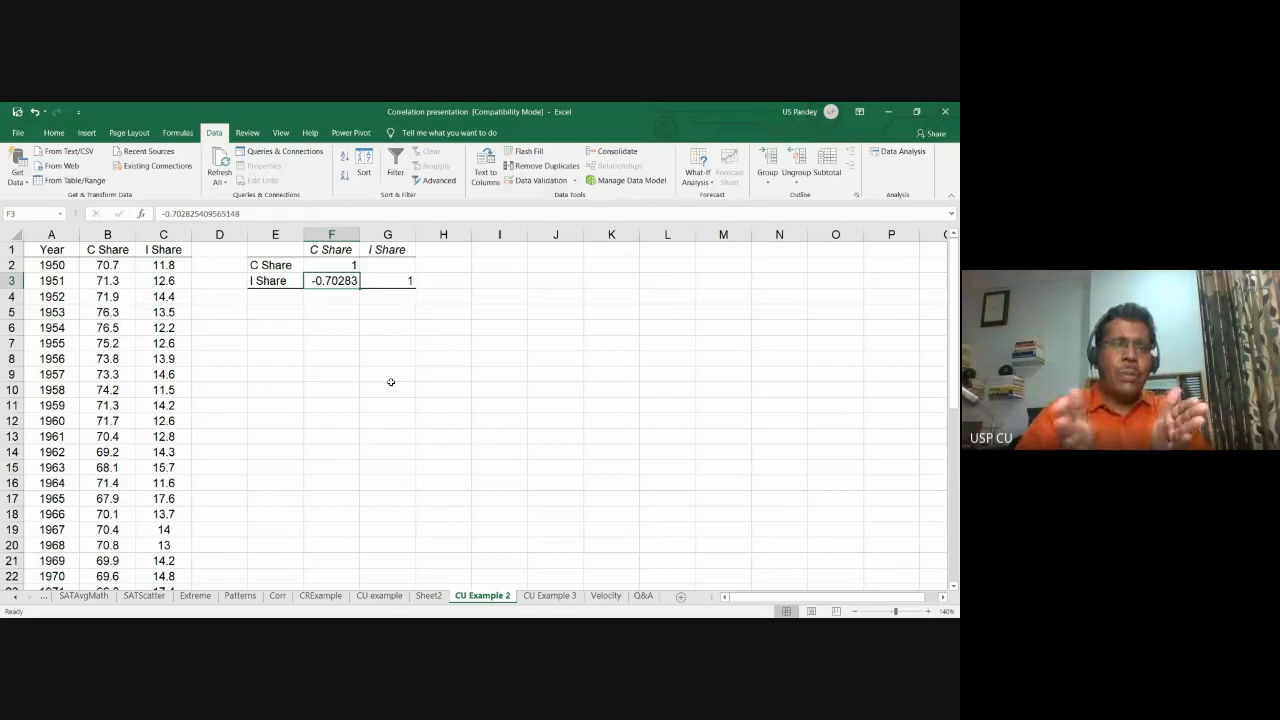 Correlation presentation [Compatibility Mode] - Excel
US Pandey
UP
File Home Insert Page Layout Formulas Data Review View Help Power Pivot Tell me what you want to do
Share
Get Data
From Text/CSV
From Web
From Table/Range
Recent Sources
Existing Connections
Get & Transform Data
Refresh All
Queries & Connections
Properties
Edit Links
Queries & Connections
Sort
Filter
Clear
Reapply
Advanced
Sort & Filter
Text to Columns
Flash Fill
Remove Duplicates
Data Validation
Consolidate
Relationships
Manage Data Model
Data Tools
What-If Analysis
Forecast Sheet
Forecast
Group
Ungroup
Subtotal
Outline
Data Analysis
Analysis
F3 fx -0.702825409565148
A B C D E F G H I J K L M N O P
1 Year C Share I Share C Share I Share
2 1950 70.7 11.8 C Share 1
3 1951 71.3 12.6 I Share -0.70283 1
4 1952 71.9 14.4
5 1953 76.3 13.5
6 1954 76.5 12.2
7 1955 75.2 12.6
8 1956 73.8 13.9
9 1957 73.3 14.6
10 1958 74.2 11.5
11 1959 71.3 14.2
12 1960 71.7 12.6
13 1961 70.4 12.8
14 1962 69.2 14.3
15 1963 68.1 15.7
16 1964 71.4 11.6
17 1965 67.9 17.6
18 1966 70.1 13.7
19 1967 70.4 14
20 1968 70.8 13
21 1969 69.9 14.2
22 1970 69.6 14.8
... SATAvgMath SATScatter Extreme Patterns Corr CRExample CU example Sheet2 CU Example 2 CU Example 3 Velocity Q&A
Ready
140%
USP CU